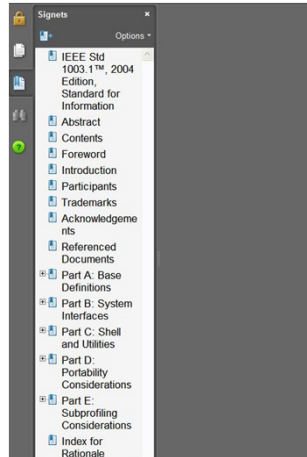 Signets
Options
IEEE Std
1003.1™, 2004
Edition,
Standard for
Information
Abstract
Contents
Foreword
Introduction
Participants
Trademarks
Acknowledgeme
nts
Referenced
Documents
Part A: Base
Definitions
Part B: System
Interfaces
Part C: Shell
and Utilities
Part D:
Portability
Considerations
Part E:
Subprofiling
Considerations
Index for
Rationale